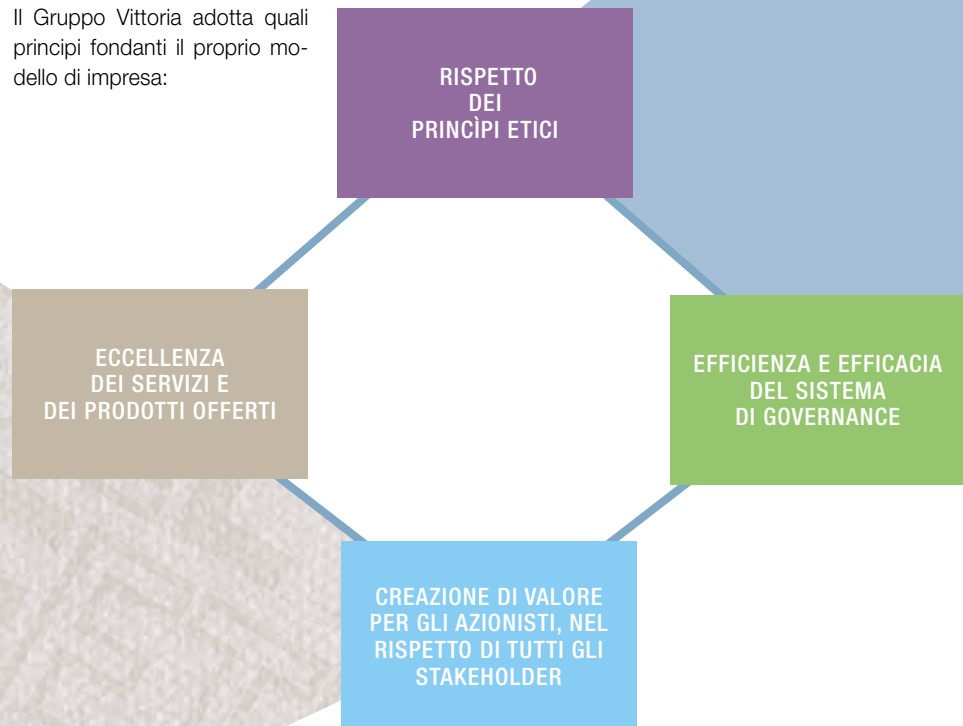 Il Gruppo Vittoria adotta quali
principi fondanti il proprio mo-
dello di impresa:
RISPETTO
DEI
PRINCÌPI ETICI
ECCELLENZA
DEI SERVIZI E
DEI PRODOTTI OFFERTI
EFFICIENZA E EFFICACIA
DEL SISTEMA
DI GOVERNANCE
CREAZIONE DI VALORE
PER GLI AZIONISTI, NEL
RISPETTO DI TUTTI GLI
STAKEHOLDER